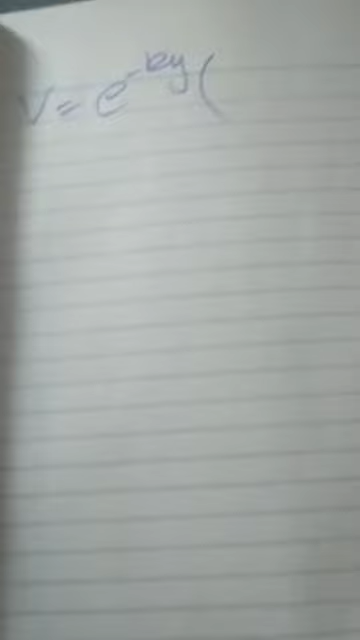 V = e^{-ky} (